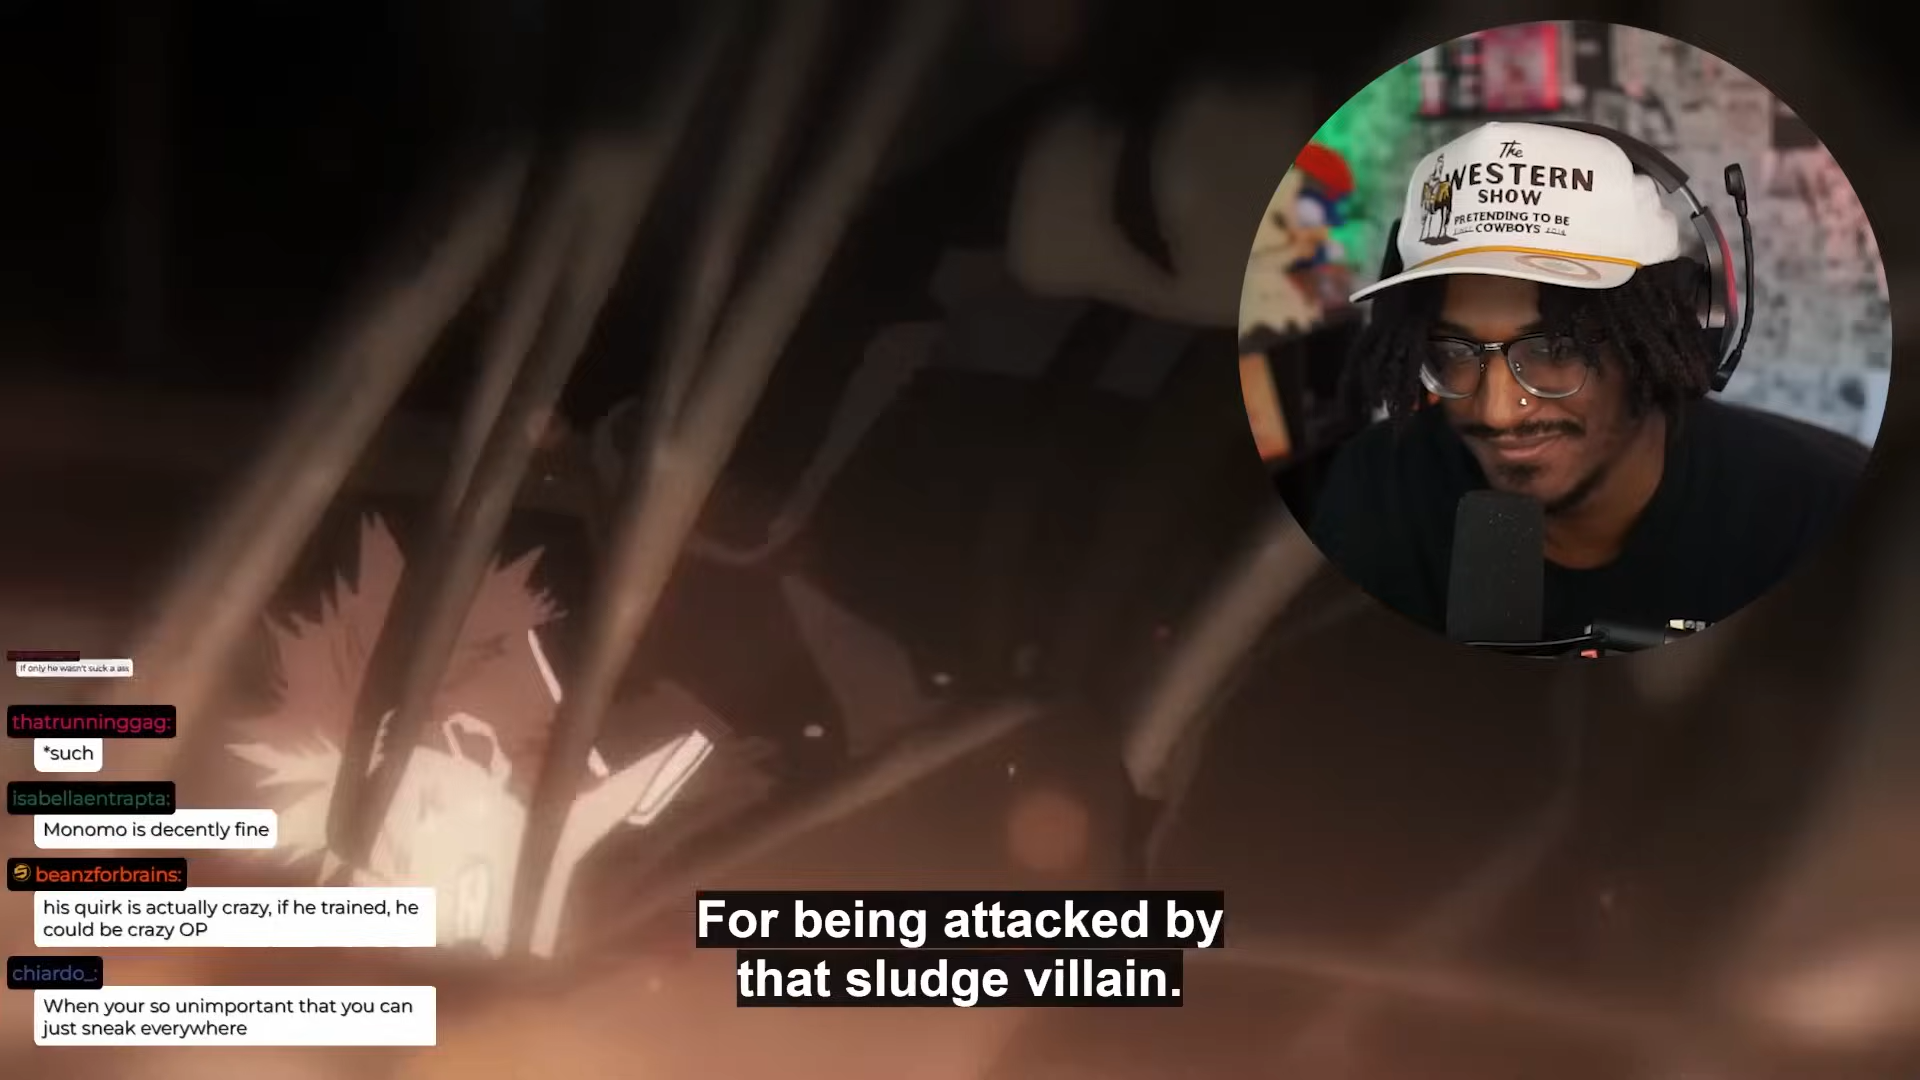 The
WESTERN
SHOW
PRETENDING TO BE
COWBOYS
If only he wasn't suck a ass
thatrunninggag:
*such
isabellaentrapta:
Monomo is decently fine
beanzforbrains:
his quirk is actually crazy, if he trained, he
could be crazy OP
chiardo_:
When your so unimportant that you can
just sneak everywhere
For being attacked by
that sludge villain.